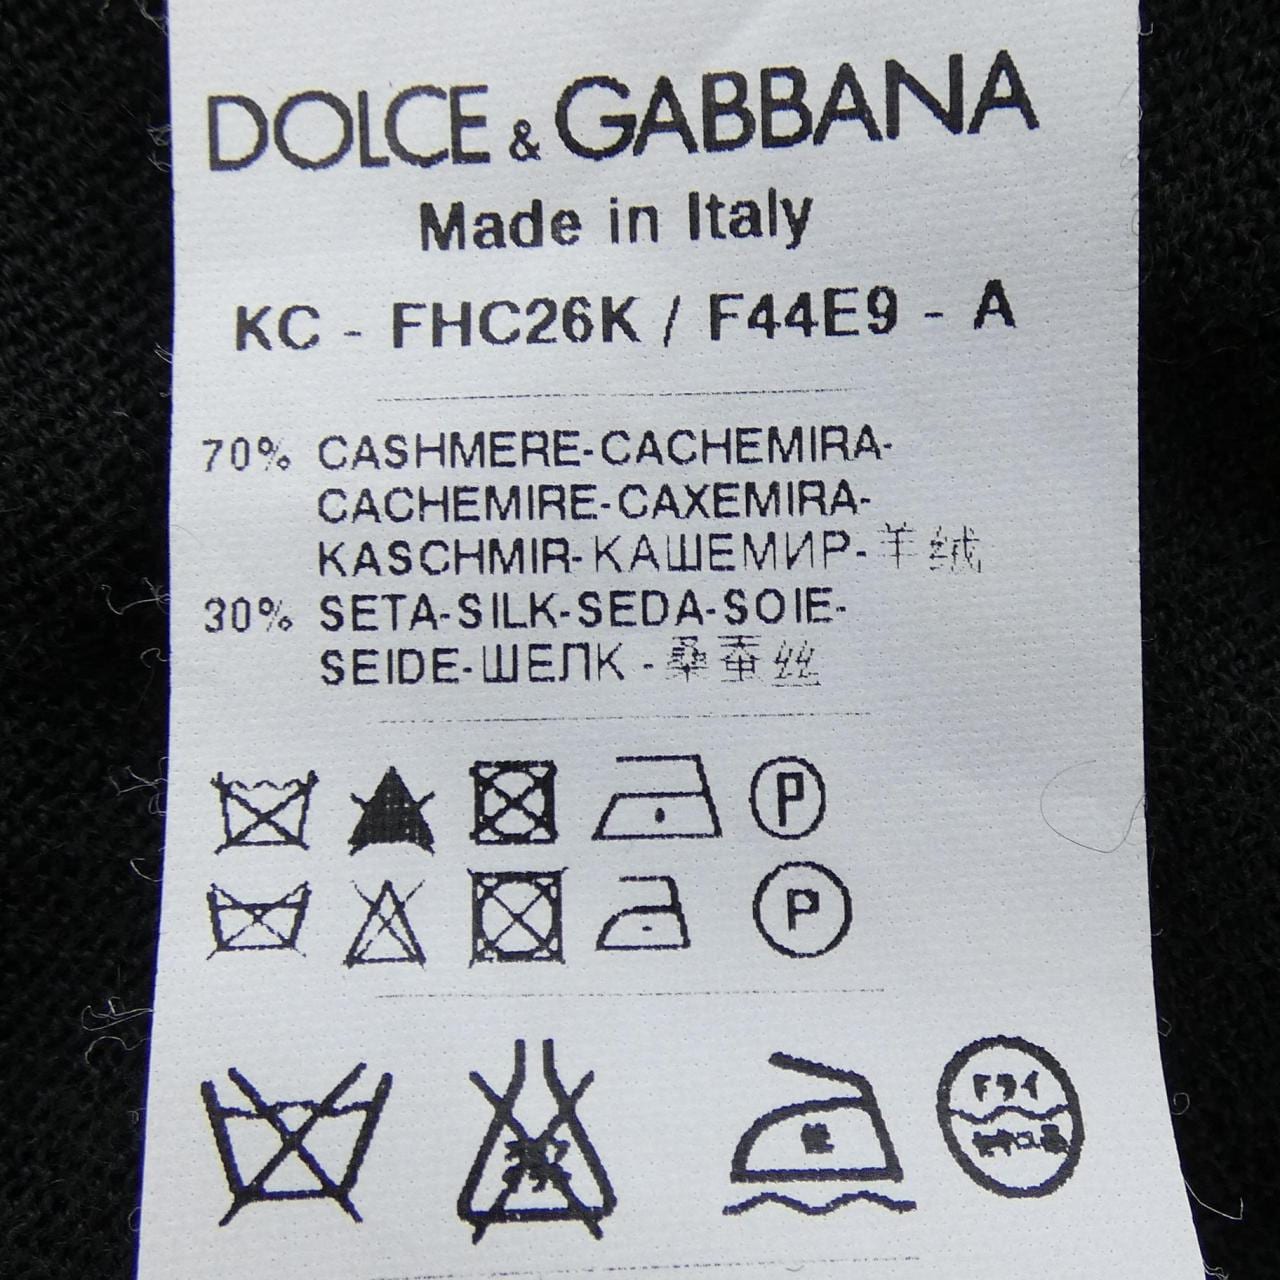 DOLCE & GABBANA
Made in Italy
KC - FHC26K / F44E9 - A
70% CASHMERE-CACHEMIRA-
CACHEMIRE-CAXEMIRA-
KASCHMIR-КАШЕМИР-羊绒
30% SETA-SILK-SEDA-SOIE-
SEIDE-ШЕЛК-桑蚕丝
P
P
ドライ